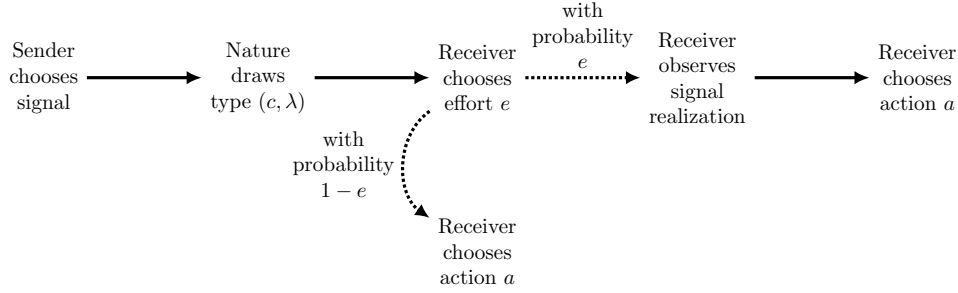 Sender
chooses
signal
Nature
draws
type (c, λ)
Receiver
chooses
effort e
with
probability
e
Receiver
observes
signal
realization
Receiver
chooses
action a
with
probability
1 − e
Receiver
chooses
action a